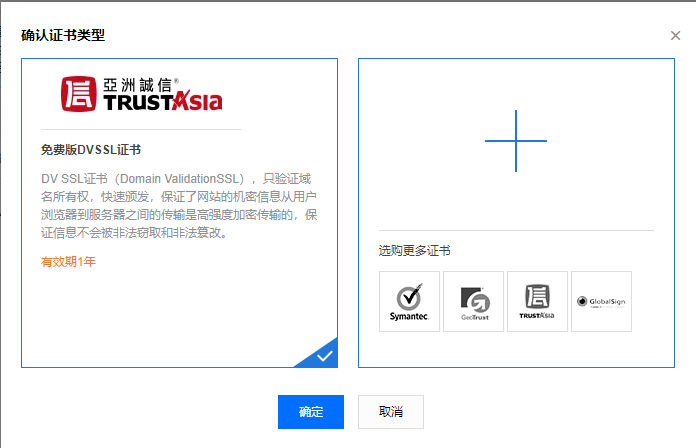 确认证书类型
亞洲誠信®
TRUSTAsia
免费版DVSSL证书
DV SSL证书（Domain ValidationSSL），只验证域
名所有权，快速颁发，保证了网站的机密信息从用户
浏览器到服务器之间的传输是高强度加密传输的，保
证信息不会被非法窃取和非法篡改。
有效期1年
选购更多证书
Symantec.
GeoTrust
TRUSTAsia
GlobalSign
确定
取消